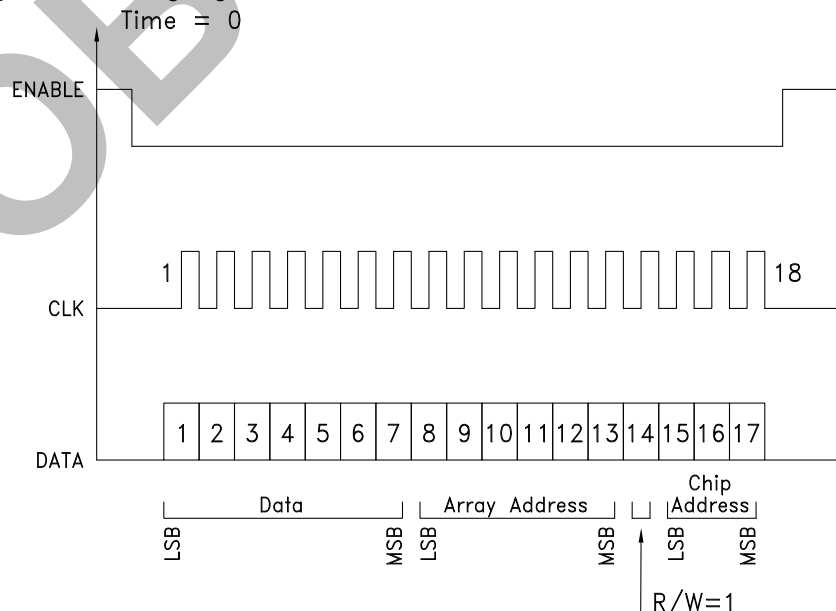 Time = 0
ENABLE
1
18
CLK
1 2 3 4 5 6 7 8 9 10 11 12 13 14 15 16 17
DATA
Data
Array Address
Chip
Address
LSB
MSB
LSB
MSB
LSB
MSB
R/W=1